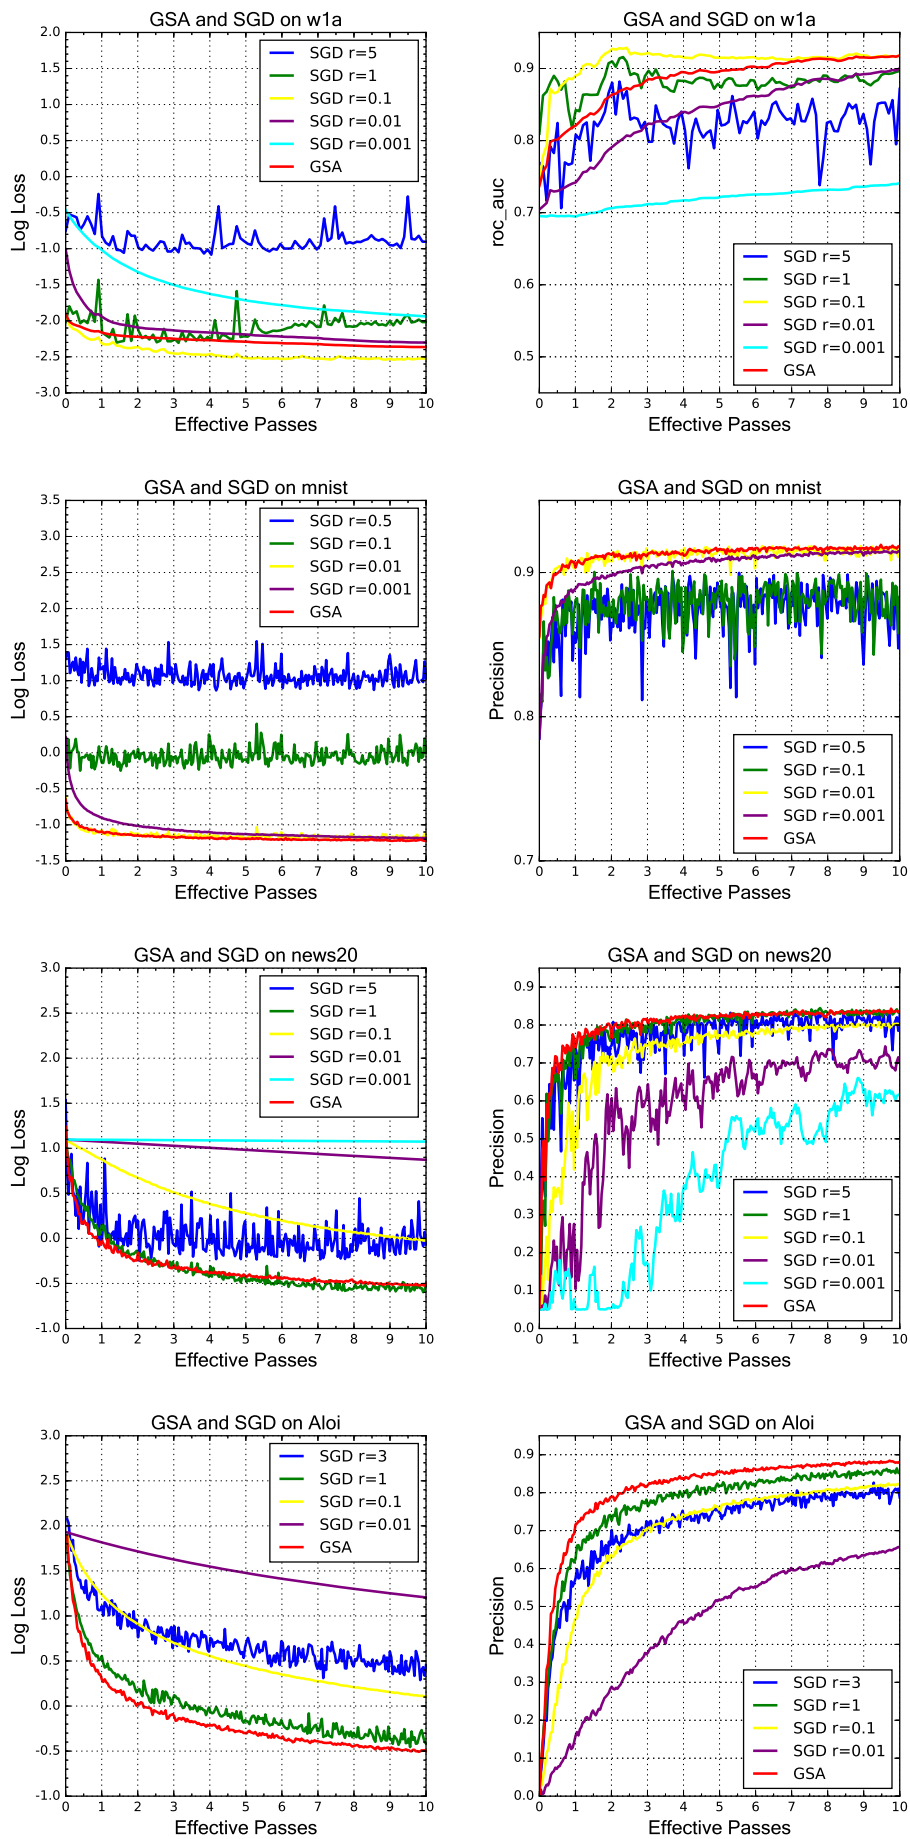 GSA and SGD on w1a
2.0
1.5
1.0
0.5
0.0
-0.5
-1.0
-1.5
-2.0
-2.5
-3.0
Log Loss
SGD r=5
SGD r=1
SGD r=0.1
SGD r=0.01
SGD r=0.001
GSA
0 1 2 3 4 5 6 7 8 9 10
Effective Passes
GSA and SGD on w1a
0.9
0.8
0.7
0.6
0.5
roc_auc
SGD r=5
SGD r=1
SGD r=0.1
SGD r=0.01
SGD r=0.001
GSA
0 1 2 3 4 5 6 7 8 9 10
Effective Passes
GSA and SGD on mnist
3.5
3.0
2.5
2.0
1.5
1.0
0.5
0.0
-0.5
-1.0
-1.5
Log Loss
SGD r=0.5
SGD r=0.1
SGD r=0.01
SGD r=0.001
GSA
0 1 2 3 4 5 6 7 8 9 10
Effective Passes
GSA and SGD on mnist
0.9
0.8
0.7
Precision
SGD r=0.5
SGD r=0.1
SGD r=0.01
SGD r=0.001
GSA
0 1 2 3 4 5 6 7 8 9 10
Effective Passes
GSA and SGD on news20
3.0
2.5
2.0
1.5
1.0
0.5
0.0
-0.5
-1.0
Log Loss
SGD r=5
SGD r=1
SGD r=0.1
SGD r=0.01
SGD r=0.001
GSA
0 1 2 3 4 5 6 7 8 9 10
Effective Passes
GSA and SGD on news20
0.9
0.8
0.7
0.6
0.5
0.4
0.3
0.2
0.1
0.0
Precision
SGD r=5
SGD r=1
SGD r=0.1
SGD r=0.01
SGD r=0.001
GSA
0 1 2 3 4 5 6 7 8 9 10
Effective Passes
GSA and SGD on Aloi
3.0
2.5
2.0
1.5
1.0
0.5
0.0
-0.5
-1.0
Log Loss
SGD r=3
SGD r=1
SGD r=0.1
SGD r=0.01
GSA
0 1 2 3 4 5 6 7 8 9 10
Effective Passes
GSA and SGD on Aloi
0.9
0.8
0.7
0.6
0.5
0.4
0.3
0.2
0.1
0.0
Precision
SGD r=3
SGD r=1
SGD r=0.1
SGD r=0.01
GSA
0 1 2 3 4 5 6 7 8 9 10
Effective Passes